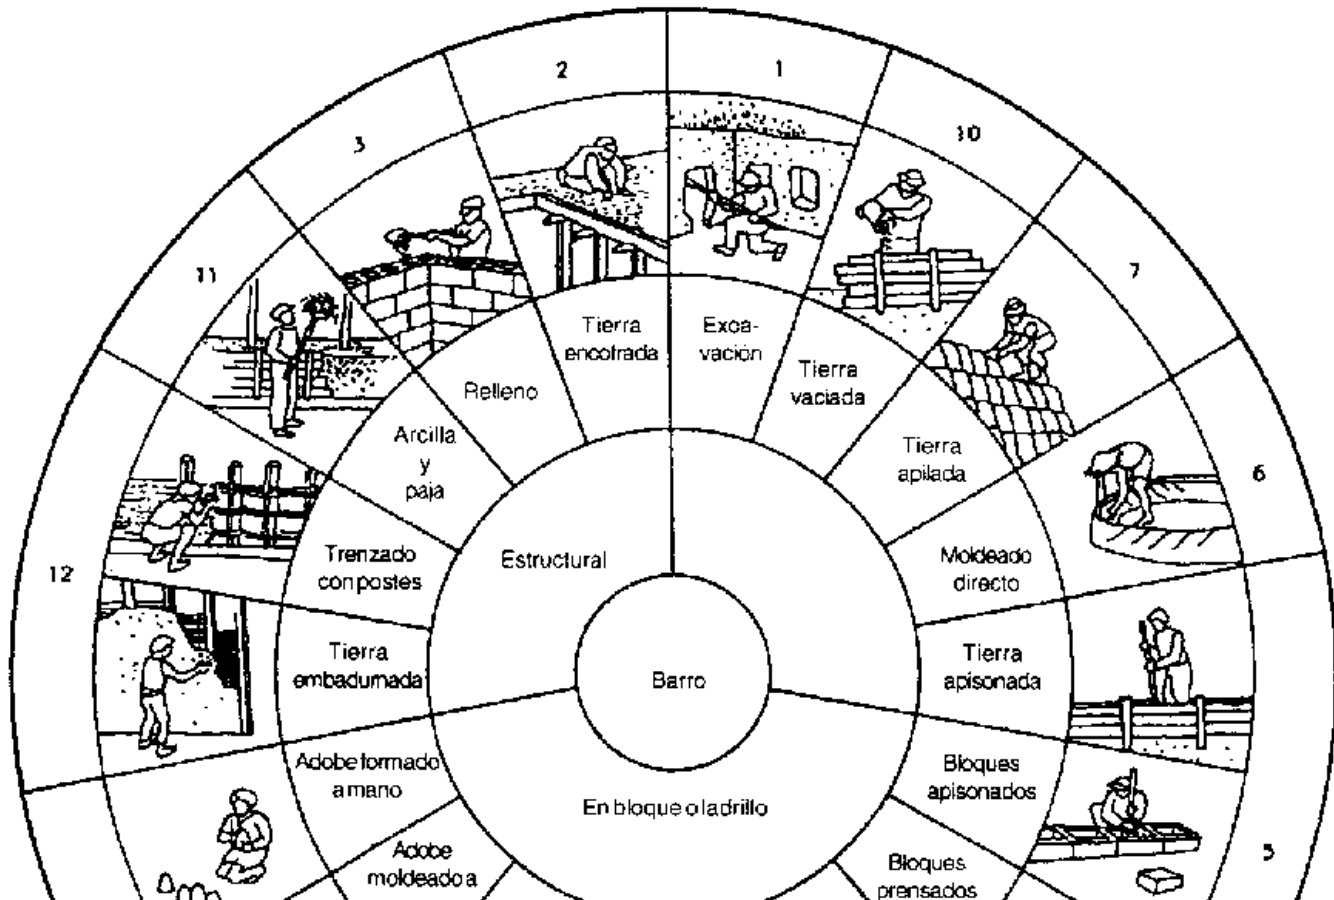 2
1
3
10
11
7
6
12
5
Tierra
encofrada
Exca-
vación
Relleno
Tierra
vaciada
Arcilla
y
paja
Tierra
apilada
Trenzado
con postes
Estructural
Moldeado
directo
Tierra
embadurnada
Barro
Tierra
apisonada
Adobe formado
a mano
En bloque o ladrillo
Bloques
apisonados
Adobe
moldeado a
Bloques
prensados